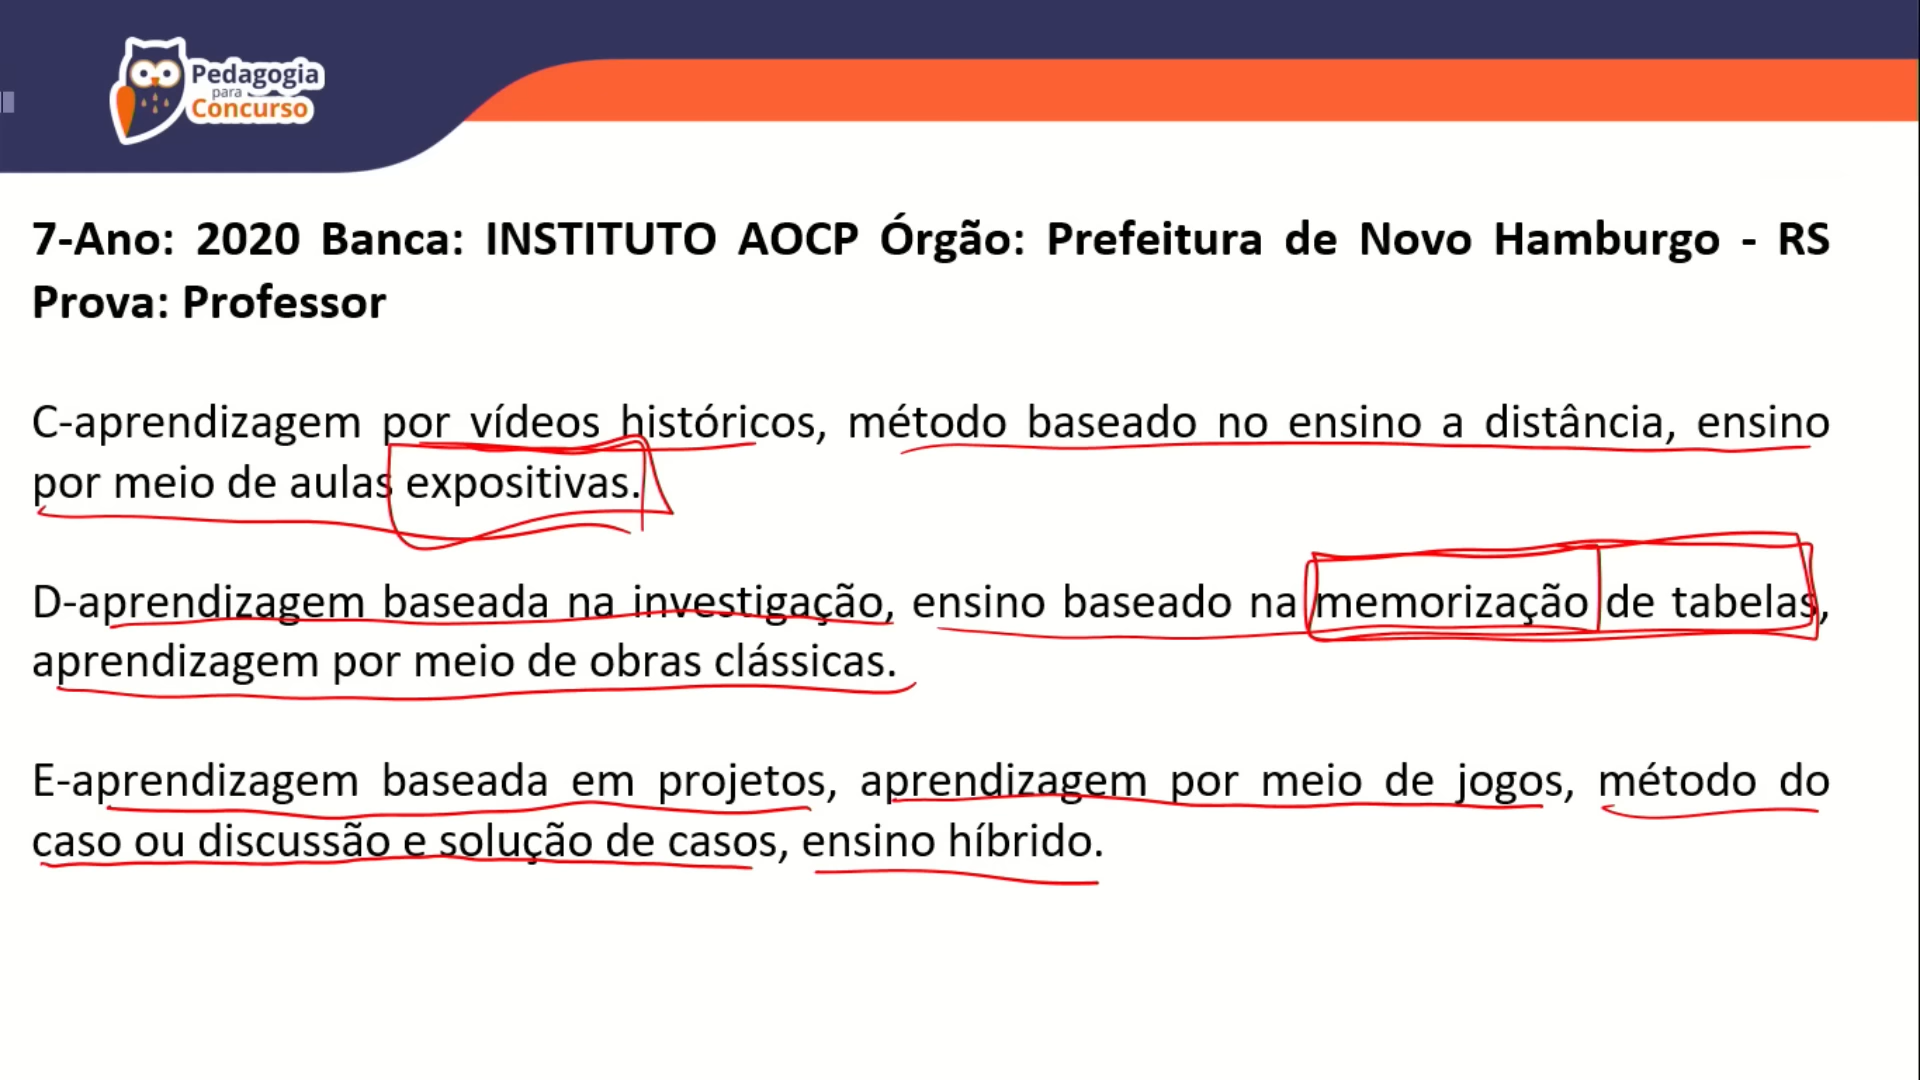 Pedagogia
para
Concurso
7-Ano: 2020 Banca: INSTITUTO AOCP Órgão: Prefeitura de Novo Hamburgo - RS
Prova: Professor
C-aprendizagem por vídeos históricos, método baseado no ensino a distância, ensino
por meio de aulas expositivas.
D-aprendizagem baseada na investigação, ensino baseado na memorização de tabelas,
aprendizagem por meio de obras clássicas.
E-aprendizagem baseada em projetos, aprendizagem por meio de jogos, método do
caso ou discussão e solução de casos, ensino híbrido.